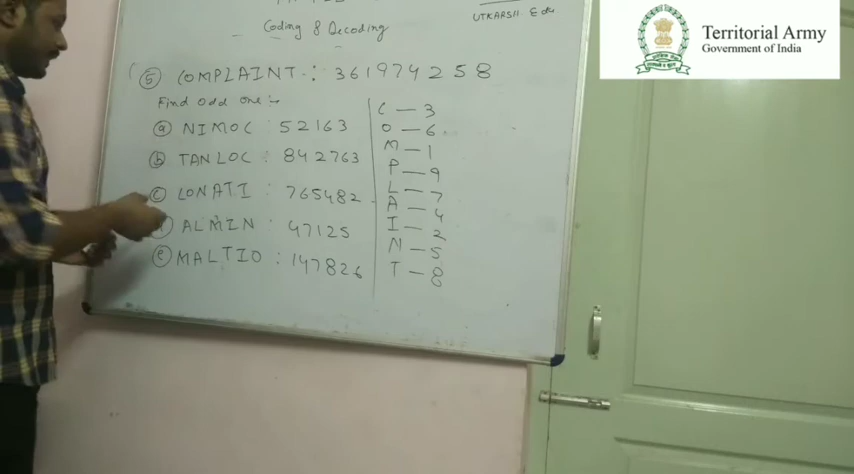 Coding & Decoding
UTKARSH Edu
⑤ COMPLAINT :- 361974258
Find odd one :-
ⓐ NIMOC : 52163
ⓑ TANLOC : 842763
ⓒ LONATI : 765482
ALMIN : 47125
ⓔ MALTIO : 147826
C — 3
O — 6
M — 1
P — 9
L — 7
A — 4
I — 2
N — 5
T — 8
Territorial Army
Government of India